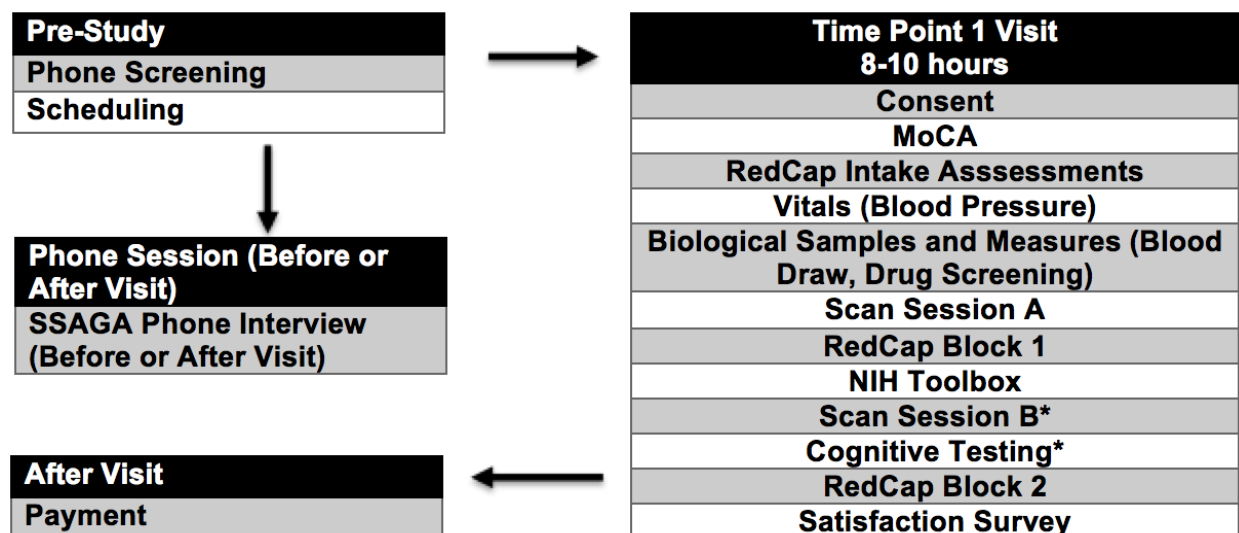 Pre-Study
Phone Screening
Scheduling
Phone Session (Before or
After Visit)
SSAGA Phone Interview
(Before or After Visit)
Time Point 1 Visit
8-10 hours
Consent
MoCA
RedCap Intake Asssessments
Vitals (Blood Pressure)
Biological Samples and Measures (Blood
Draw, Drug Screening)
Scan Session A
RedCap Block 1
NIH Toolbox
Scan Session B*
Cognitive Testing*
RedCap Block 2
Satisfaction Survey
After Visit
Payment